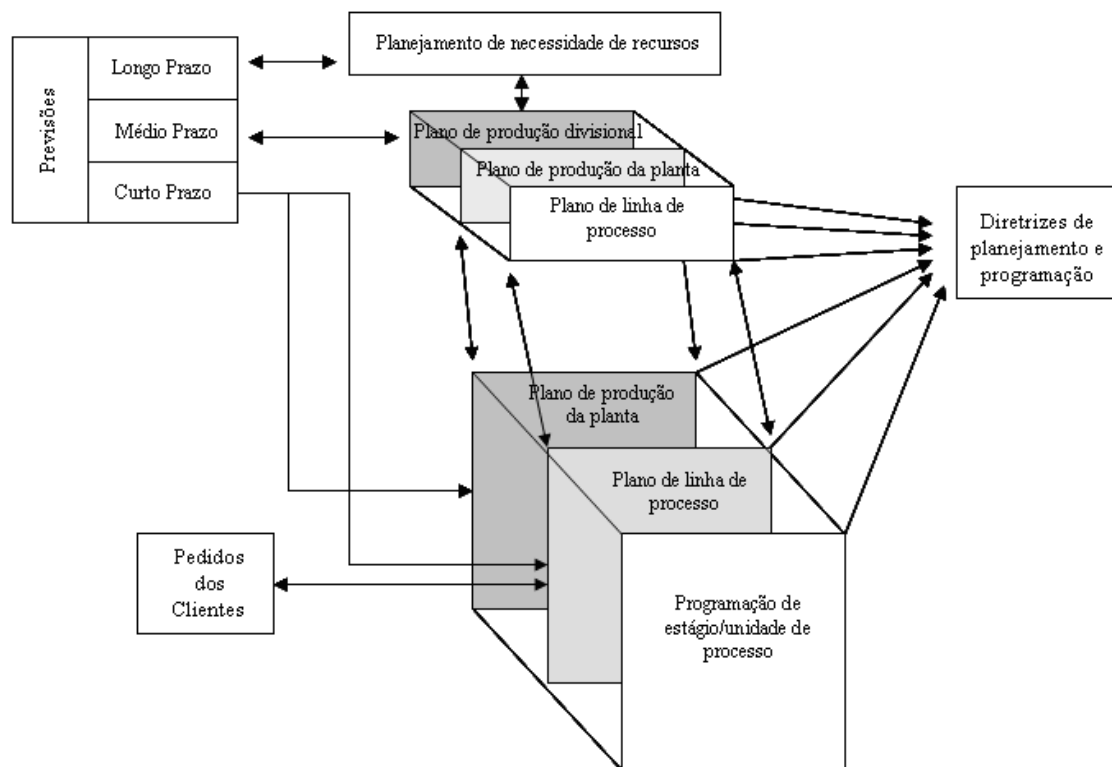 Planejamento de necessidade de recursos
Previsões
Longo Prazo
Médio Prazo
Curto Prazo
Plano de produção divisional
Plano de produção da planta
Plano de linha de
processo
Diretrizes de
planejamento e
programação
Plano de produção
da planta
Plano de linha de
processo
Pedidos
dos
Clientes
Programação de
estágio/unidade de
processo